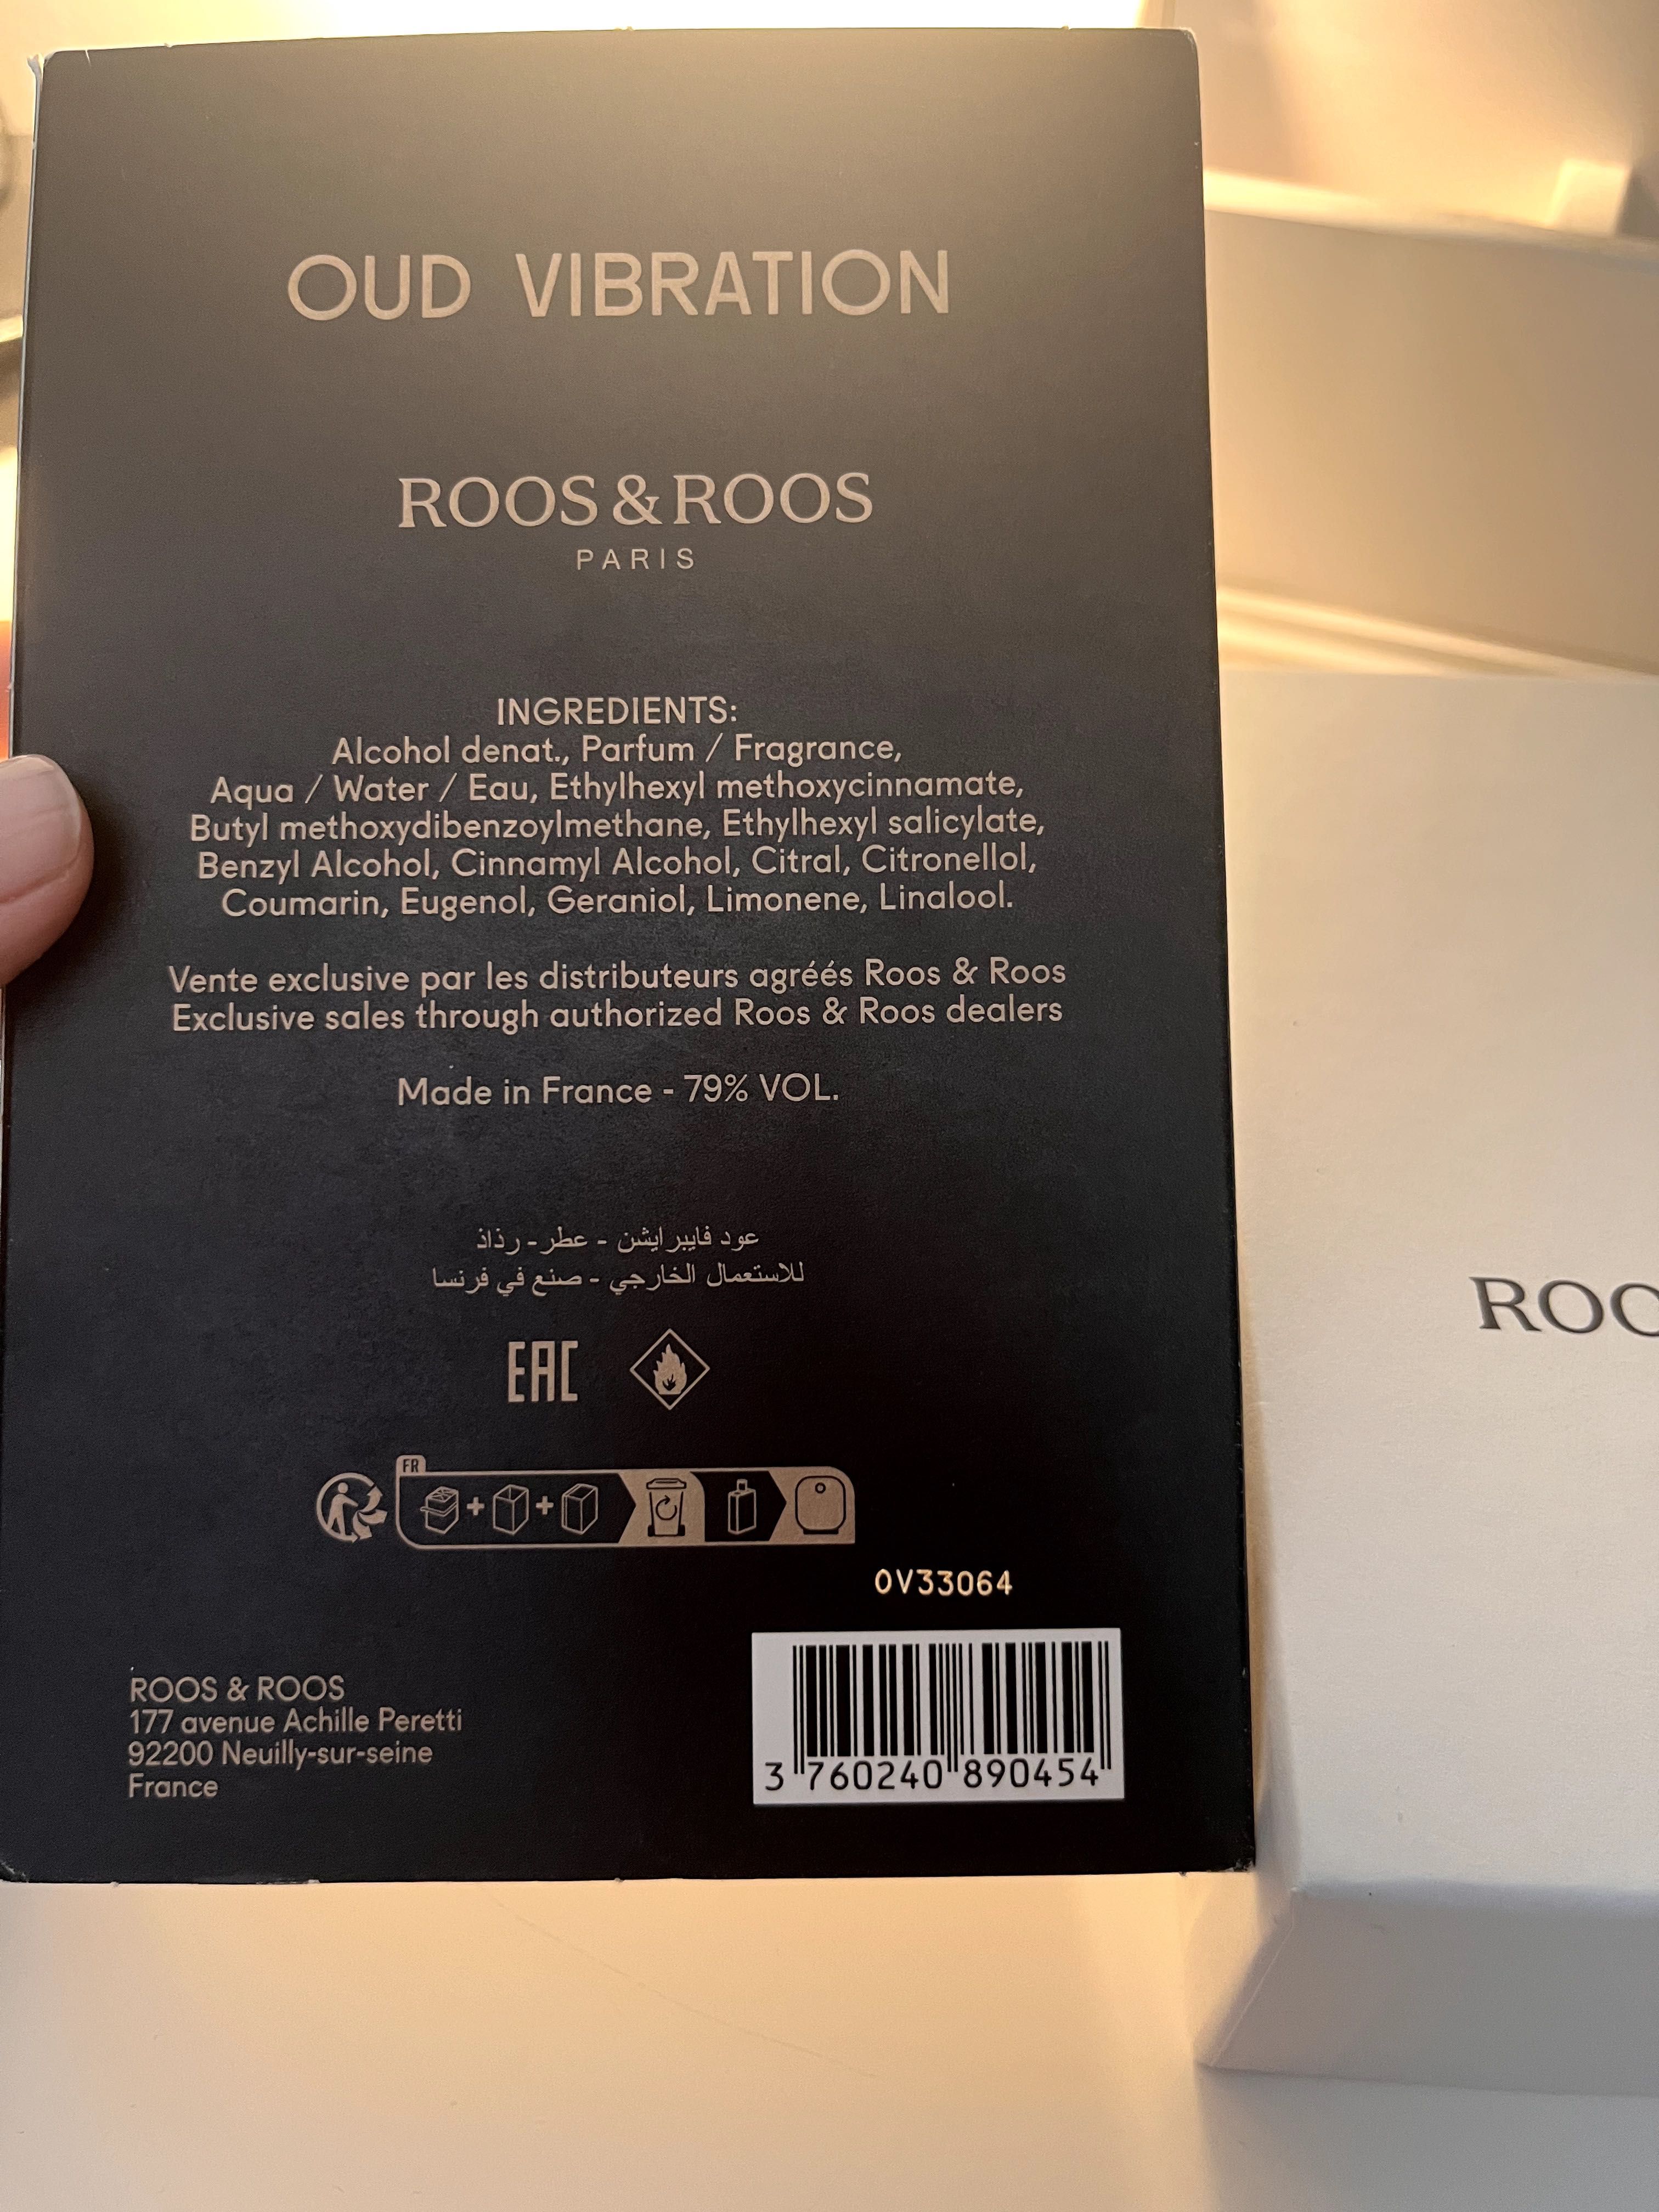 OUD VIBRATION
ROOS & ROOS
PARIS
INGREDIENTS:
Alcohol denat., Parfum / Fragrance,
Aqua / Water / Eau, Ethylhexyl methoxycinnamate,
Butyl methoxydibenzoylmethane, Ethylhexyl salicylate,
Benzyl Alcohol, Cinnamyl Alcohol, Citral, Citronellol,
Coumarin, Eugenol, Geraniol, Limonene, Linalool.
Vente exclusive par les distributeurs agréés Roos & Roos
Exclusive sales through authorized Roos & Roos dealers
Made in France - 79% VOL.
عود فايبرايشن - عطر - رذاذ
للاستعمال الخارجي - صنع في فرنسا
EAC
FR
OV33064
ROOS & ROOS
177 avenue Achille Peretti
92200 Neuilly-sur-seine
France
3 760240 890454
ROO